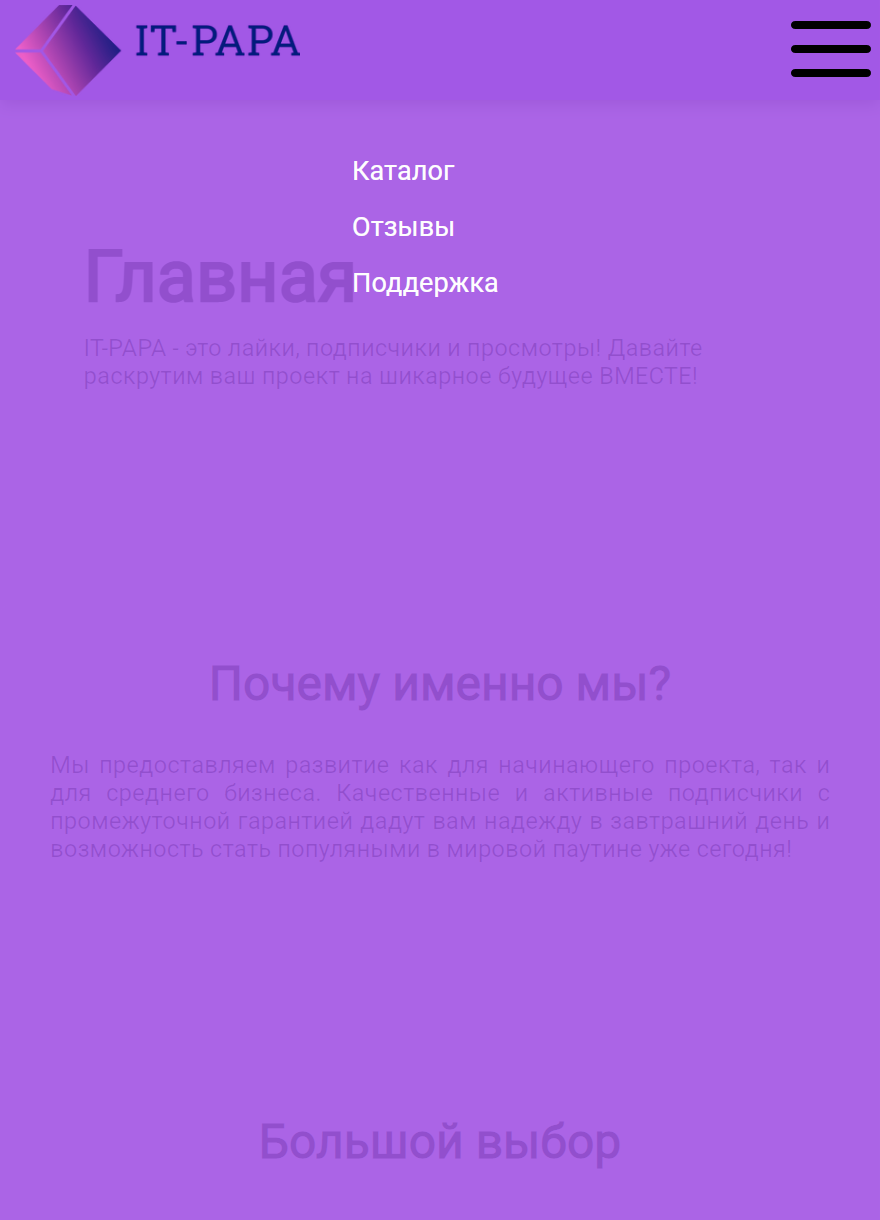 IT-PAPA
Каталог
Отзывы
Поддержка
Главная
IT-PAPA - это лайки, подписчики и просмотры! Давайте
раскрутим ваш проект на шикарное будущее ВМЕСТЕ!
Почему именно мы?
Мы предоставляем развитие как для начинающего проекта, так и
для среднего бизнеса. Качественные и активные подписчики с
промежуточной гарантией дадут вам надежду в завтрашний день и
возможность стать популяными в мировой паутине уже сегодня!
Большой выбор